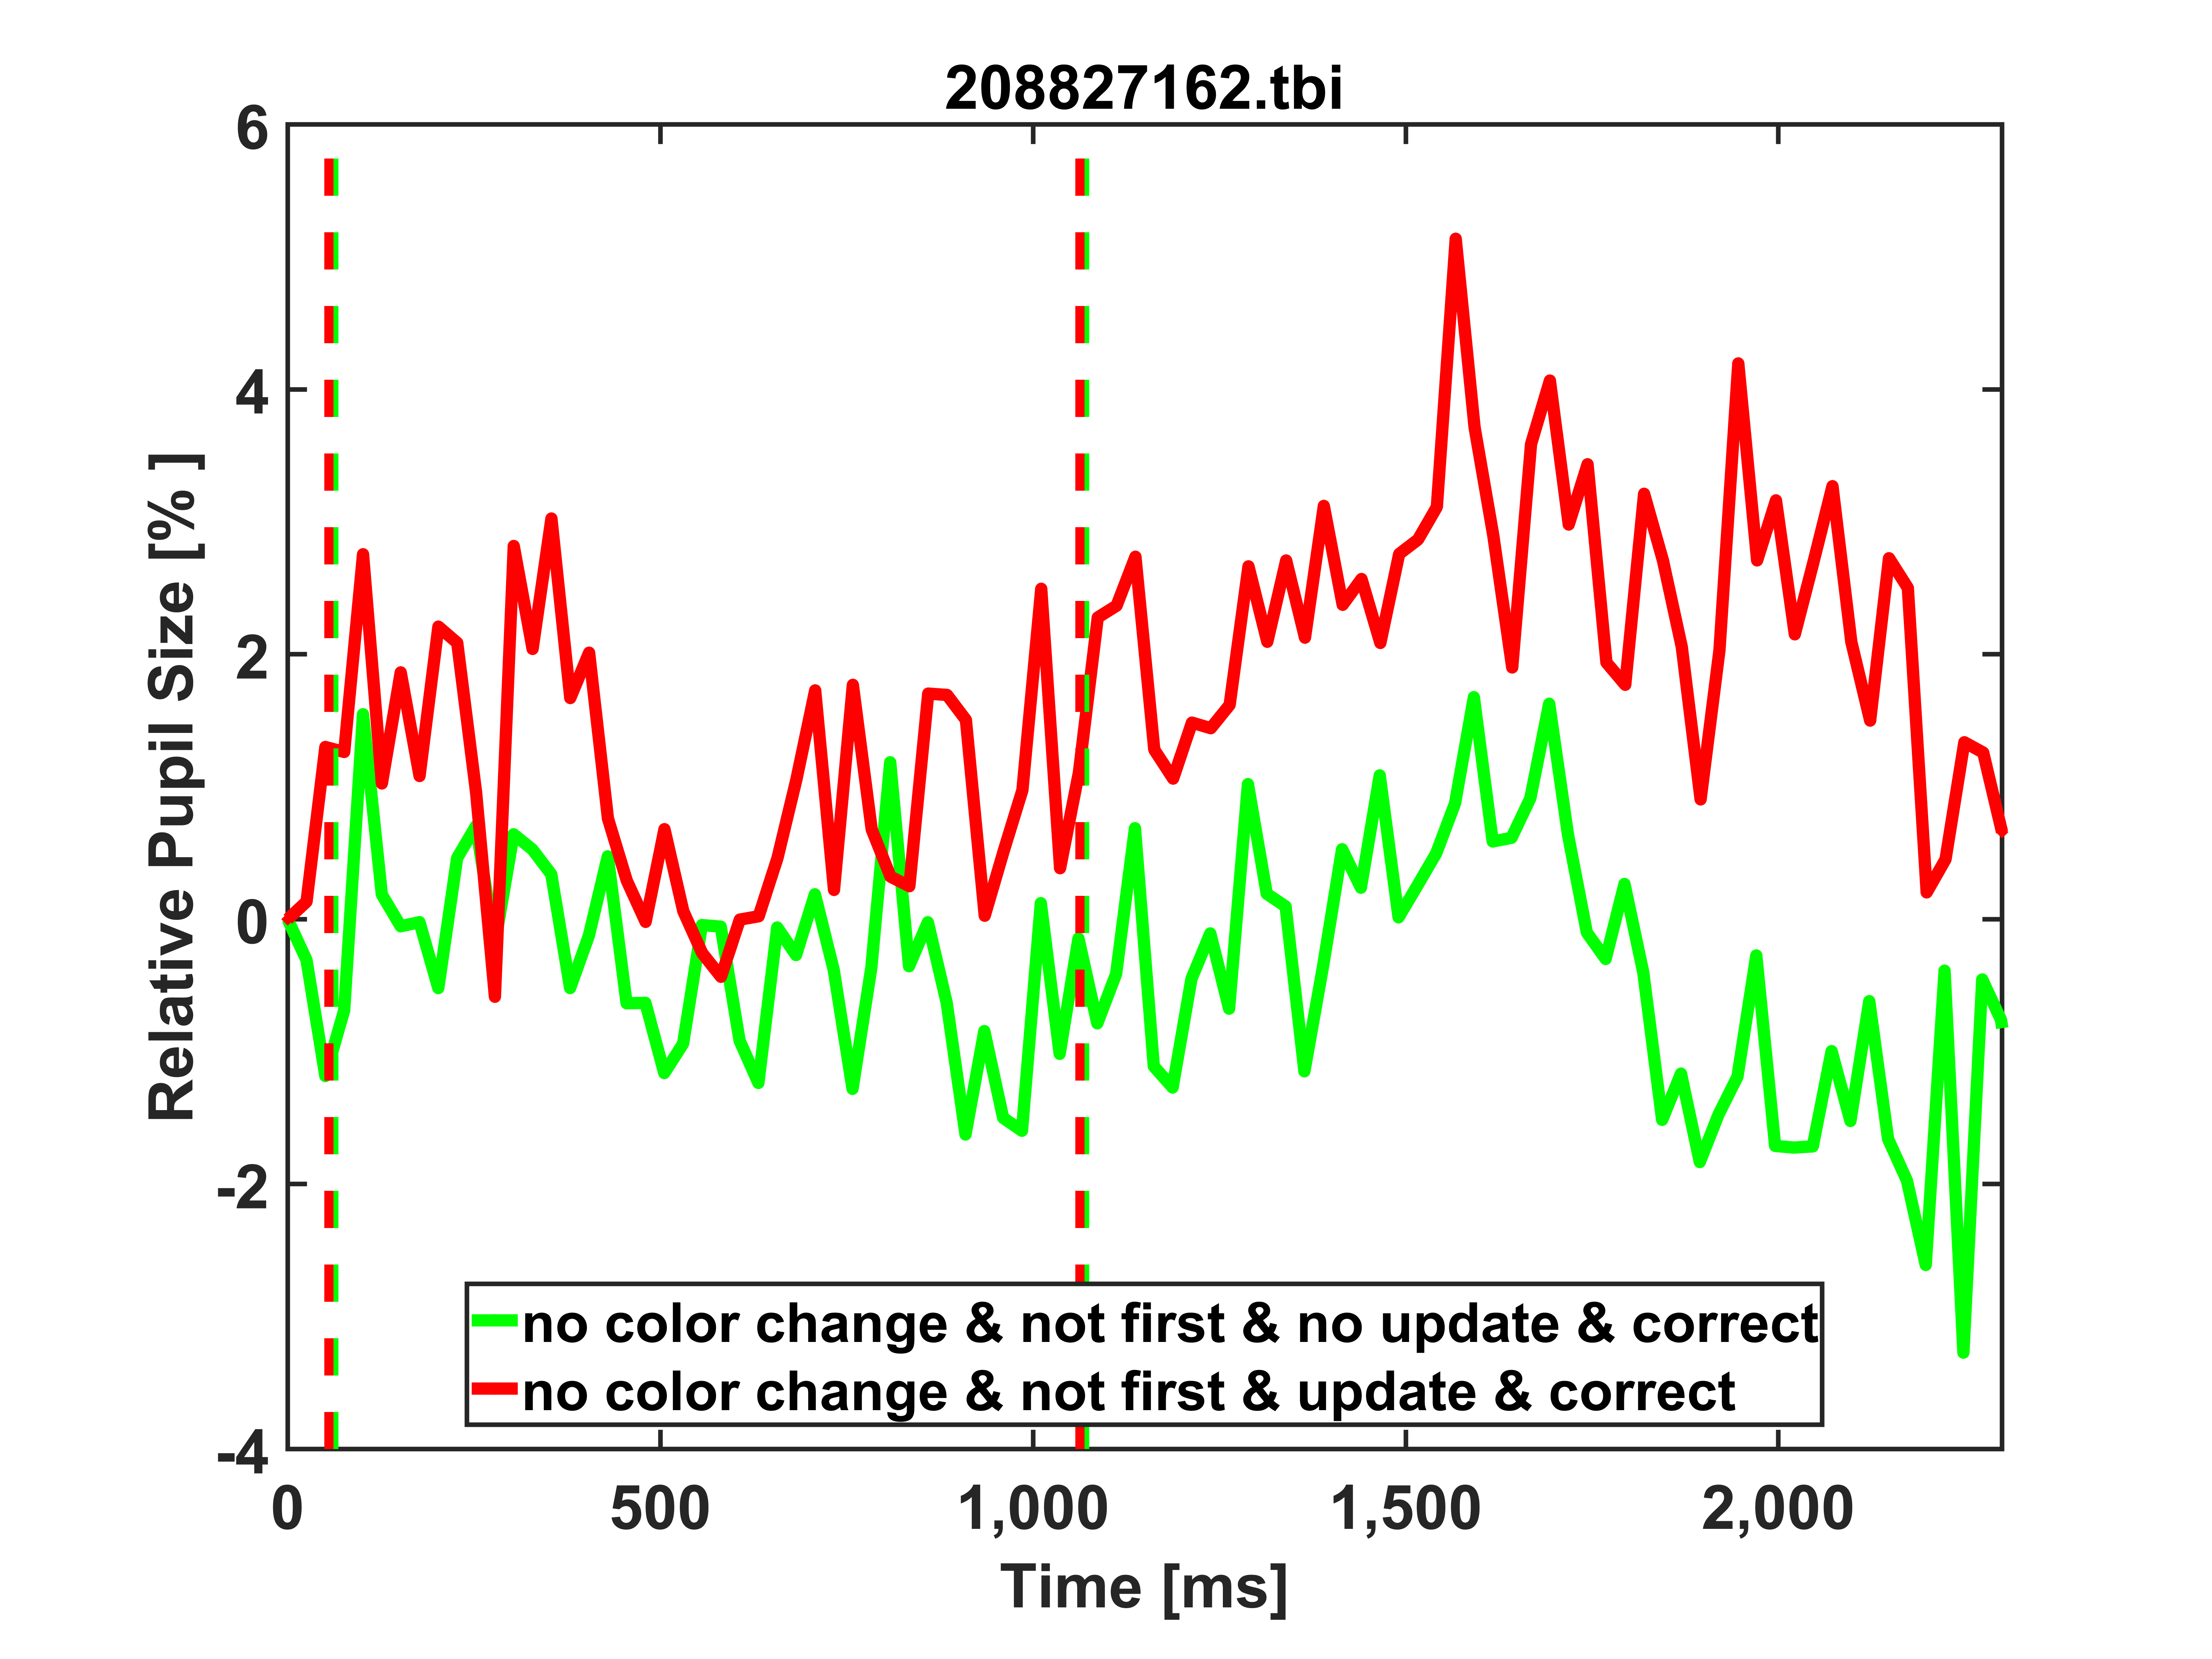 208827162.tbi
6
4
2
0
-2
-4
Relative Pupil Size [% ]
no color change & not first & no update & correct
no color change & not first & update & correct
0
500
1,000
1,500
2,000
Time [ms]